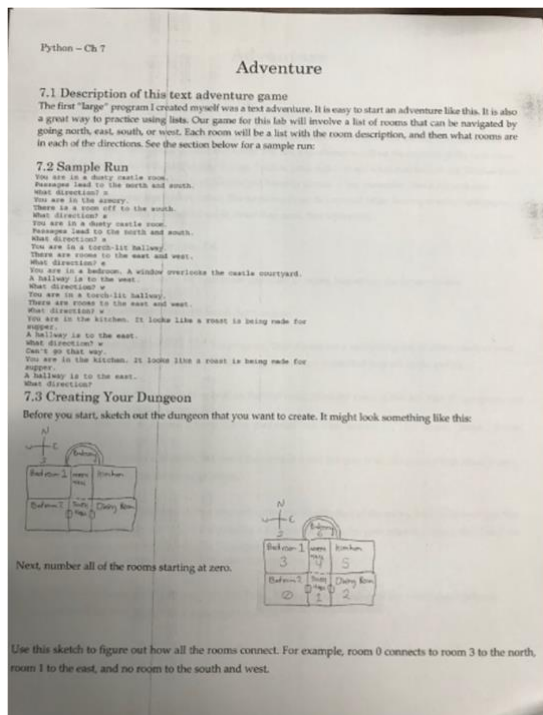 Python – Ch 7
Adventure
7.1 Description of this text adventure game
The first "large" program I created myself was a text adventure. It is easy to start an adventure like this. It is also
a great way to practice using lists. Our game for this lab will involve a list of rooms that can be navigated by
going north, east, south, or west. Each room will be a list with the room description, and then what rooms are
in each of the directions. See the section below for a sample run:
7.2 Sample Run
You are in a dusty castle room.
Passages lead to the north and south.
What direction? n
You are in the armory.
There is a room off to the south.
What direction? s
You are in a dusty castle room.
Passages lead to the north and south.
What direction? s
You are in a torch-lit hallway.
There are rooms to the east and west.
What direction? e
You are in a bedroom. A window overlooks the castle courtyard.
A hallway is to the west.
What direction? w
You are in a torch-lit hallway.
There are rooms to the east and west.
What direction? w
You are in the kitchen. It looks like a roast is being made for
supper.
A hallway is to the east.
What direction? w
Can't go that way.
You are in the kitchen. It looks like a roast is being made for
supper.
A hallway is to the east.
What direction?
7.3 Creating Your Dungeon
Before you start, sketch out the dungeon that you want to create. It might look something like this:
N
Balcony
Bedroom 1 Kitchen
Bedroom 2 Dining Room
N
Balcony
6
Bedroom 1 Kitchen
3 4 5
Bedroom 2 Dining Room
0 1 2
Next, number all of the rooms starting at zero.
Use this sketch to figure out how all the rooms connect. For example, room 0 connects to room 3 to the north,
room 1 to the east, and no room to the south and west.